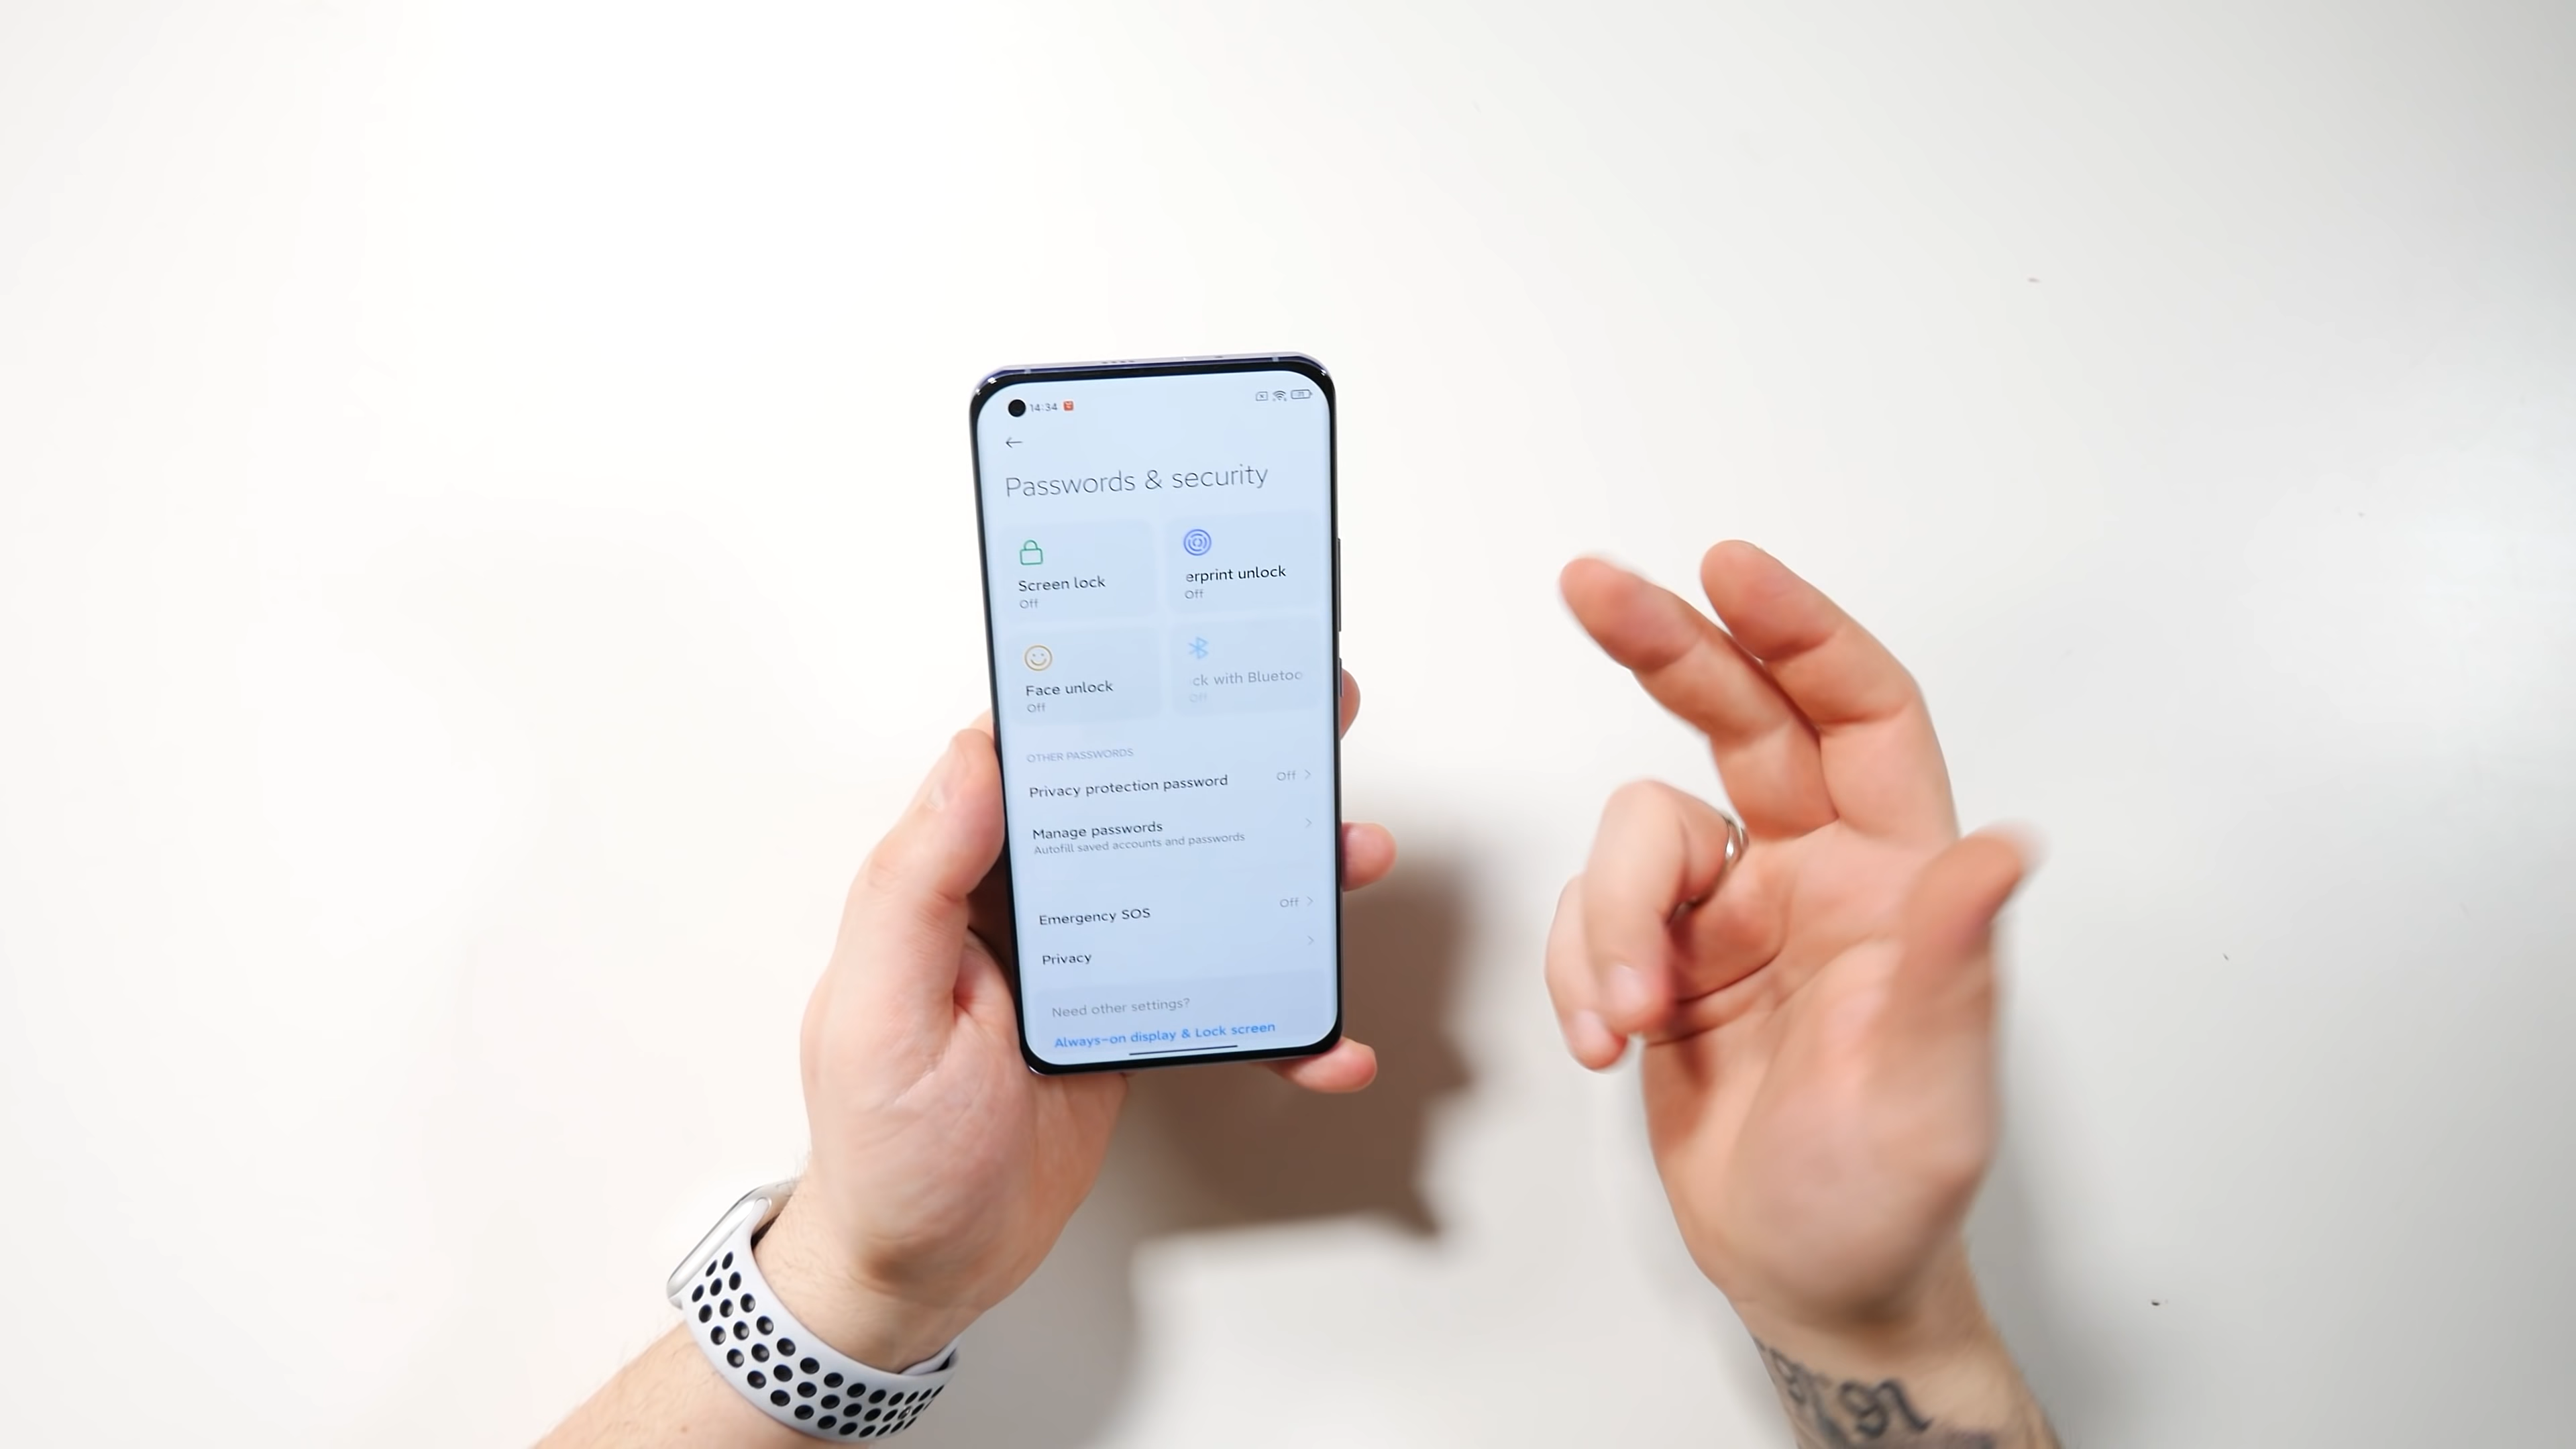 14:34
Passwords & security
Screen lock
Off
erprint unlock
Off
Face unlock
Off
ck with Bluetoo
Off
OTHER PASSWORDS
Privacy protection password Off
Manage passwords
Autofill saved accounts and passwords
Emergency SOS Off
Privacy
Need other settings?
Always-on display & Lock screen